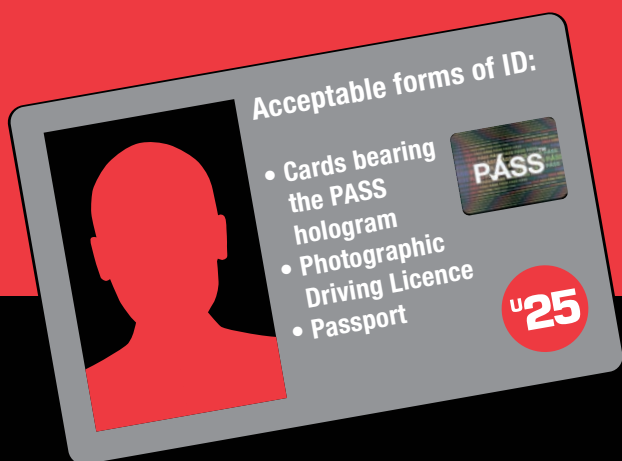 Acceptable forms of ID:
• Cards bearing
the PASS
hologram
• Photographic
Driving Licence
• Passport
PASS
U25